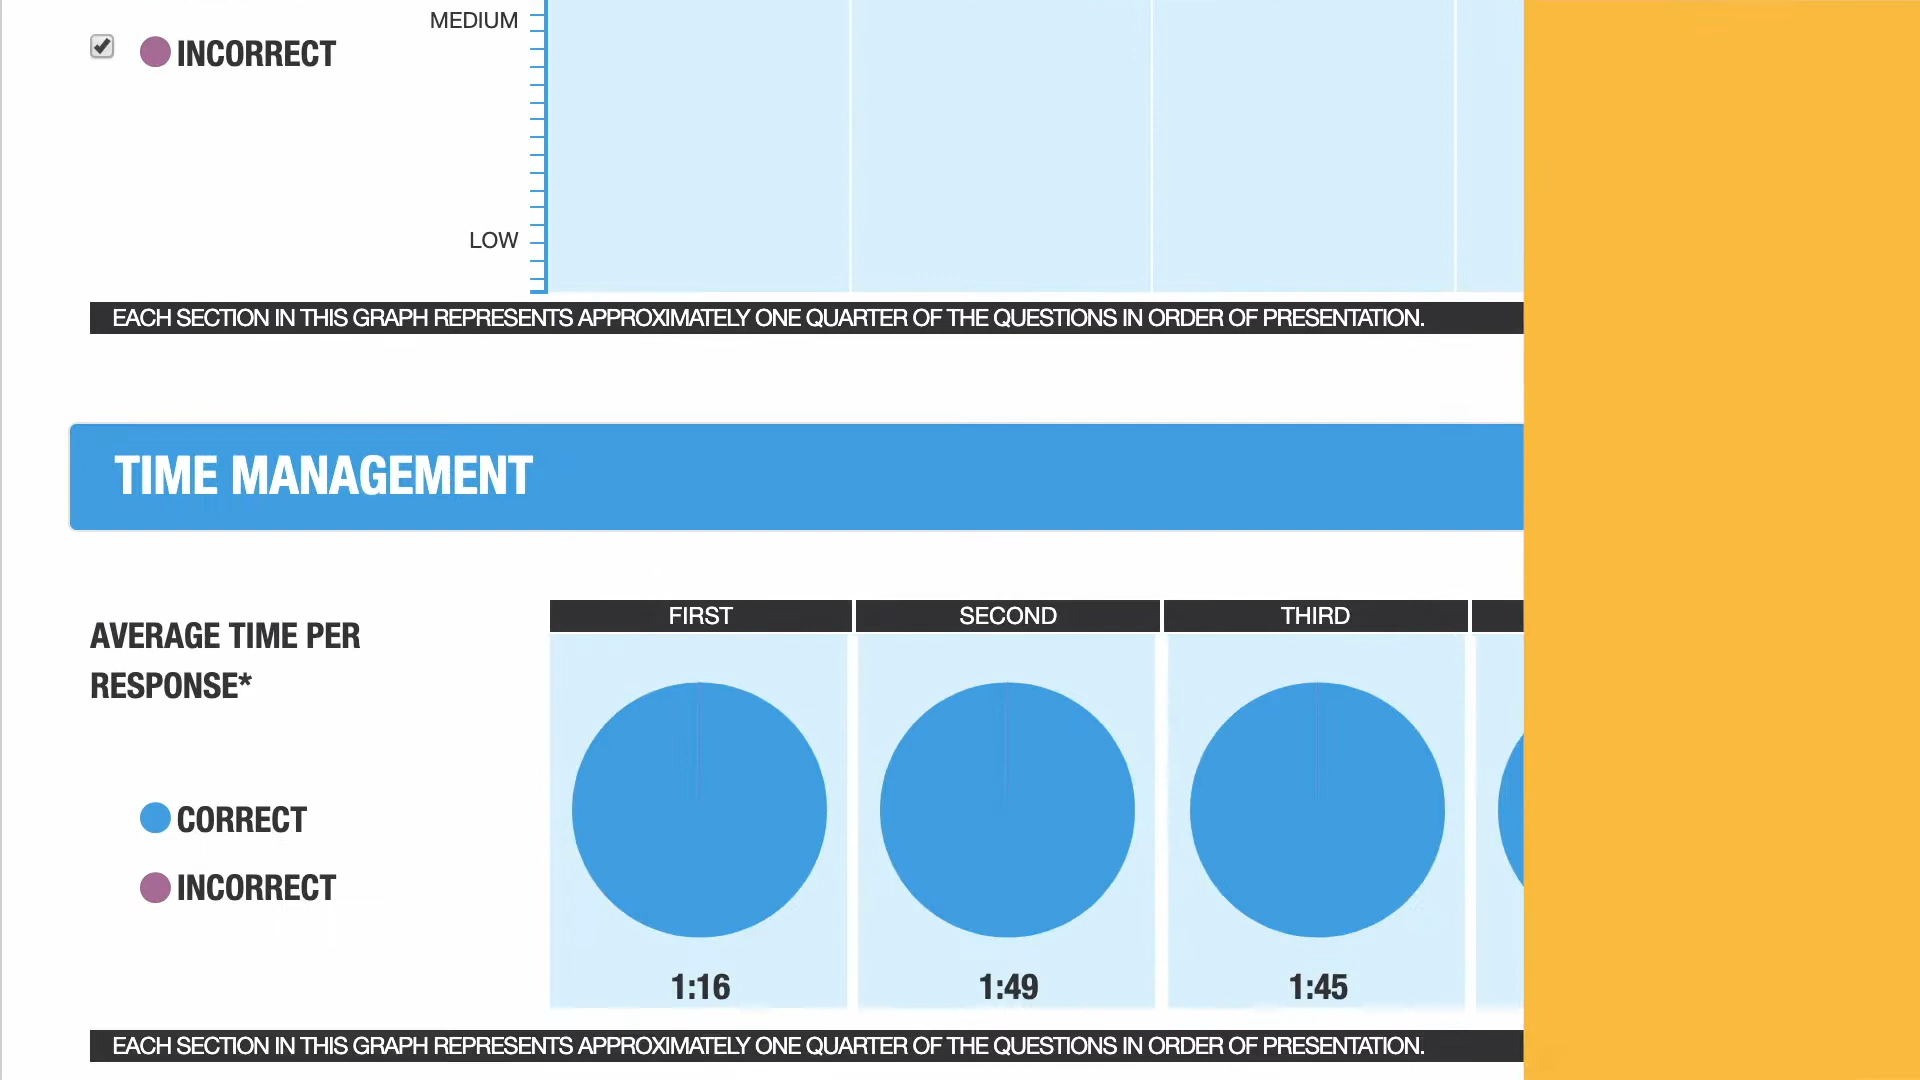 MEDIUM
INCORRECT
LOW
EACH SECTION IN THIS GRAPH REPRESENTS APPROXIMATELY ONE QUARTER OF THE QUESTIONS IN ORDER OF PRESENTATION.
TIME MANAGEMENT
AVERAGE TIME PER
RESPONSE*
FIRST SECOND THIRD
CORRECT
INCORRECT
1:16 1:49 1:45
EACH SECTION IN THIS GRAPH REPRESENTS APPROXIMATELY ONE QUARTER OF THE QUESTIONS IN ORDER OF PRESENTATION.